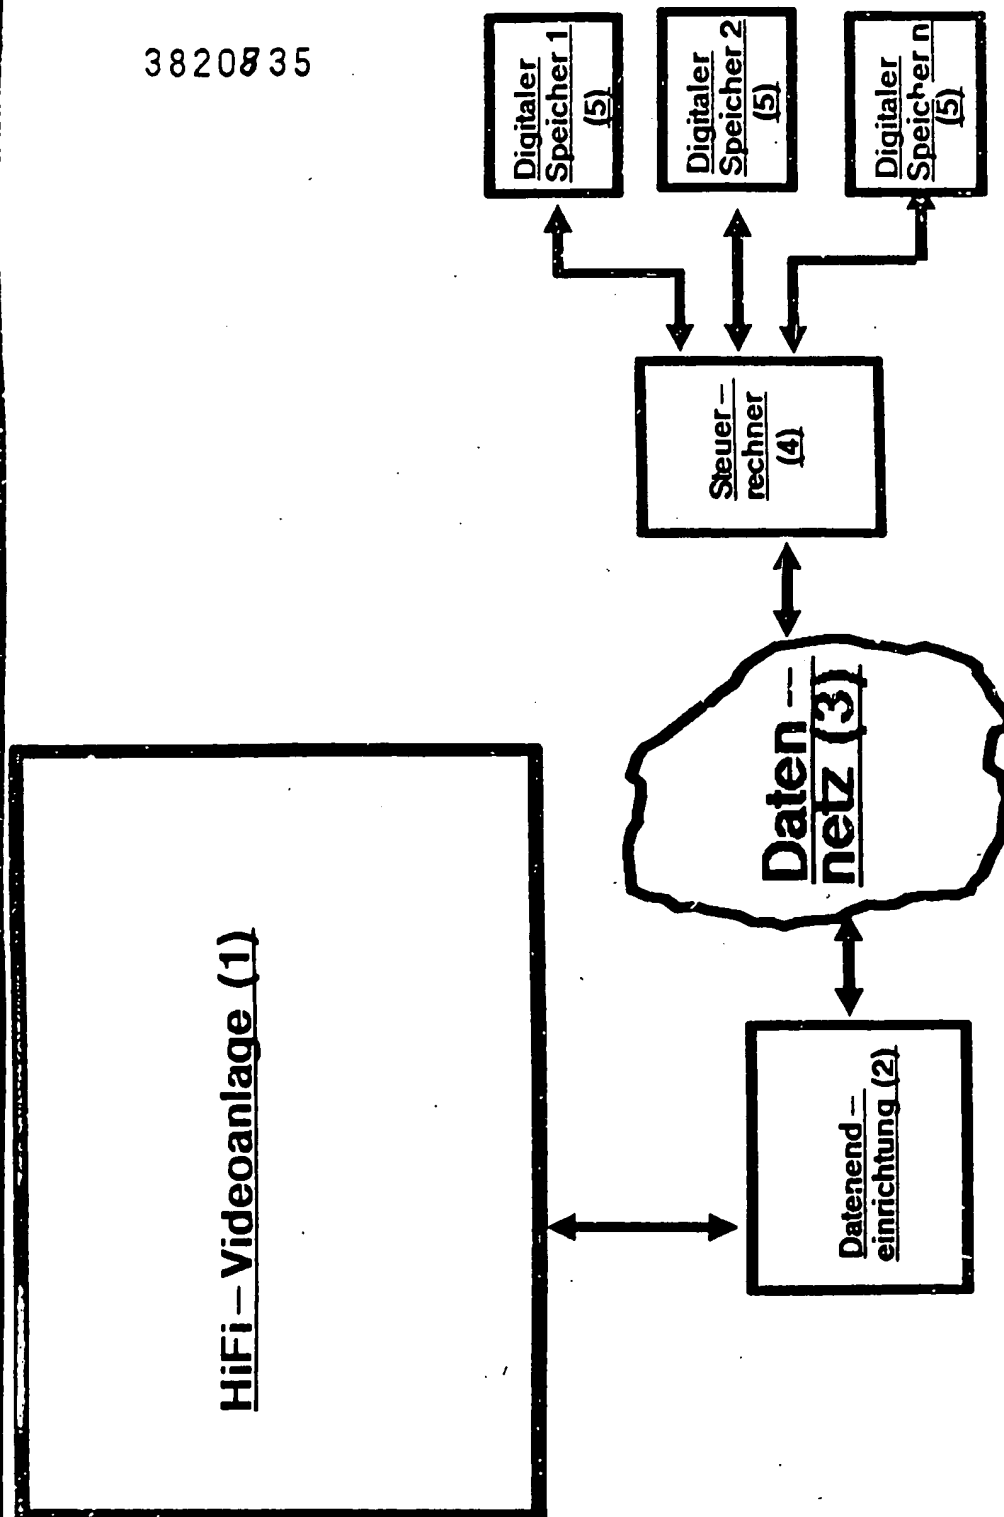 3820835
Digitaler
Speicher 1
(5)
Digitaler
Speicher 2
(5)
Digitaler
Speicher n
(5)
Steuer–
rechner
(4)
Daten–
netz (3)
HiFi–Videoanlage (1)
Datenend–
einrichtung (2)